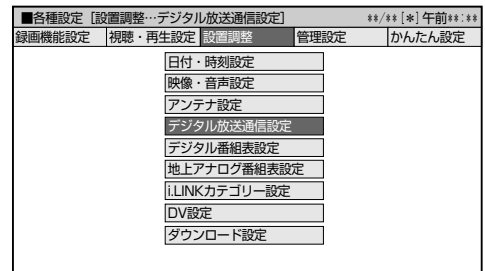 ■各種設定［設置調整…デジタル放送通信設定］ **/**[*]午前**:**
録画機能設定 視聴・再生設定 設置調整 管理設定 かんたん設定
日付・時刻設定
映像・音声設定
アンテナ設定
デジタル放送通信設定
デジタル番組表設定
地上アナログ番組表設定
i.LINKカテゴリー設定
DV設定
ダウンロード設定